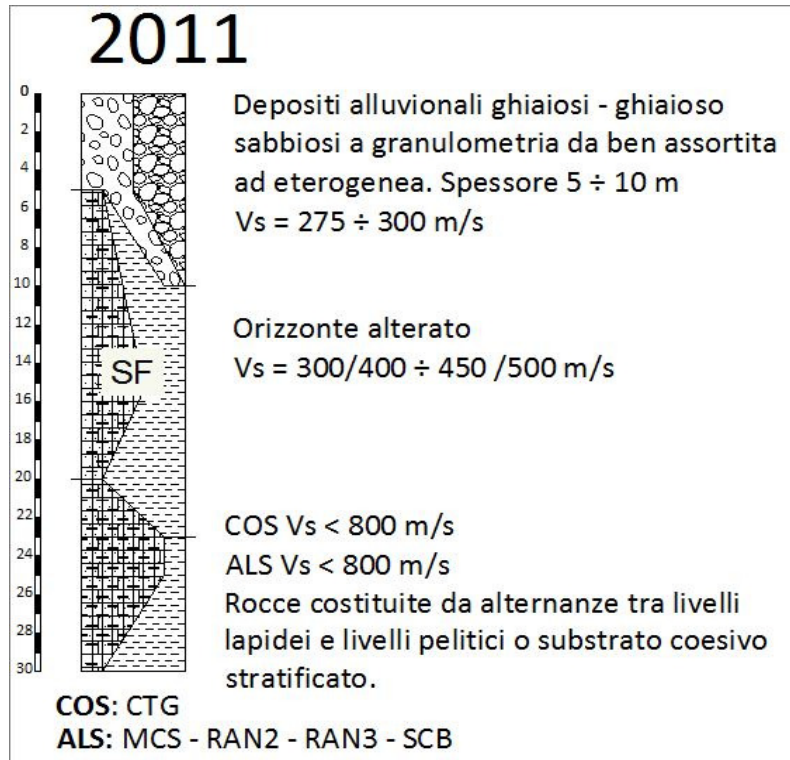 2011
0
2
4
6
8
10
12
14
16
18
20
22
24
26
28
30
SF
Depositi alluvionali ghiaiosi - ghiaioso
sabbiosi a granulometria da ben assortita
ad eterogenea. Spessore 5 ÷ 10 m
Vs = 275 ÷ 300 m/s
Orizzonte alterato
Vs = 300/400 ÷ 450 /500 m/s
COS Vs < 800 m/s
ALS Vs < 800 m/s
Rocce costituite da alternanze tra livelli
lapidei e livelli pelitici o substrato coesivo
stratificato.
COS: CTG
ALS: MCS - RAN2 - RAN3 - SCB